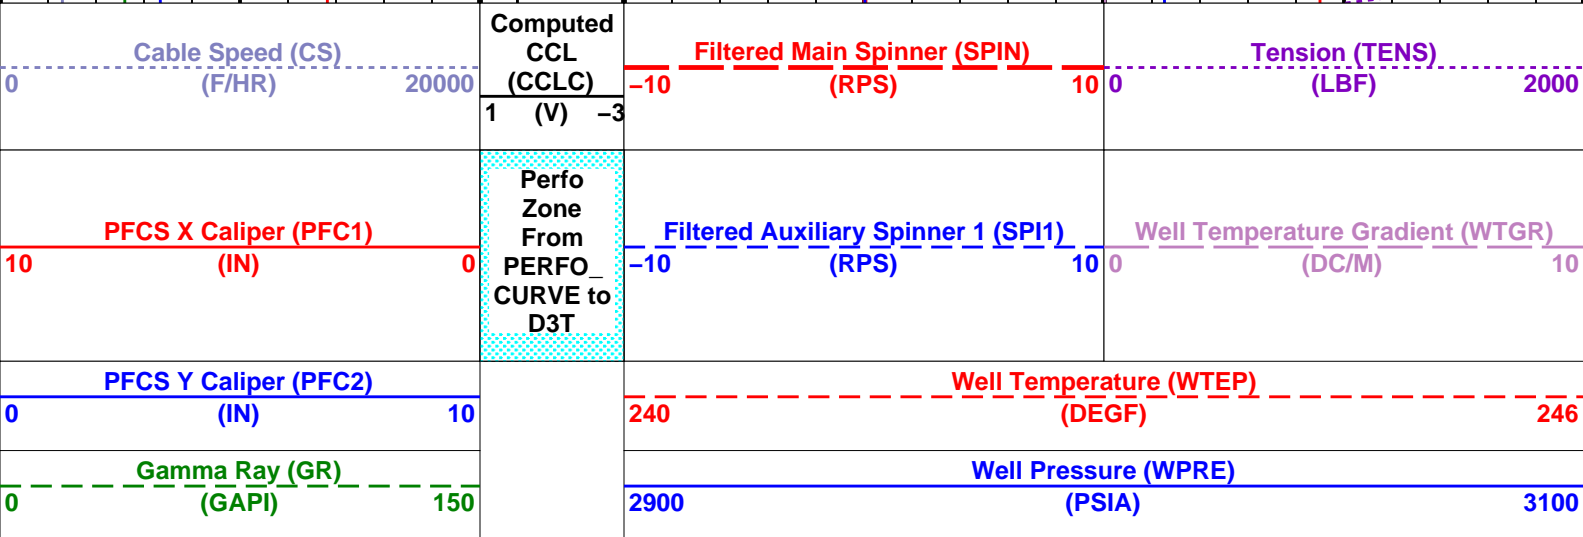 Cable Speed (CS)
0 (F/HR) 20000
Computed
CCL
(CCLC)
1 (V) −3
Filtered Main Spinner (SPIN)
−10 (RPS) 10
Tension (TENS)
0 (LBF) 2000
PFCS X Caliper (PFC1)
10 (IN) 0
Perfo
Zone
From
PERFO_
CURVE to
D3T
Filtered Auxiliary Spinner 1 (SPI1)
−10 (RPS) 10
Well Temperature Gradient (WTGR)
0 (DC/M) 10
PFCS Y Caliper (PFC2)
0 (IN) 10
Well Temperature (WTEP)
240 (DEGF) 246
Gamma Ray (GR)
0 (GAPI) 150
Well Pressure (WPRE)
2900 (PSIA) 3100